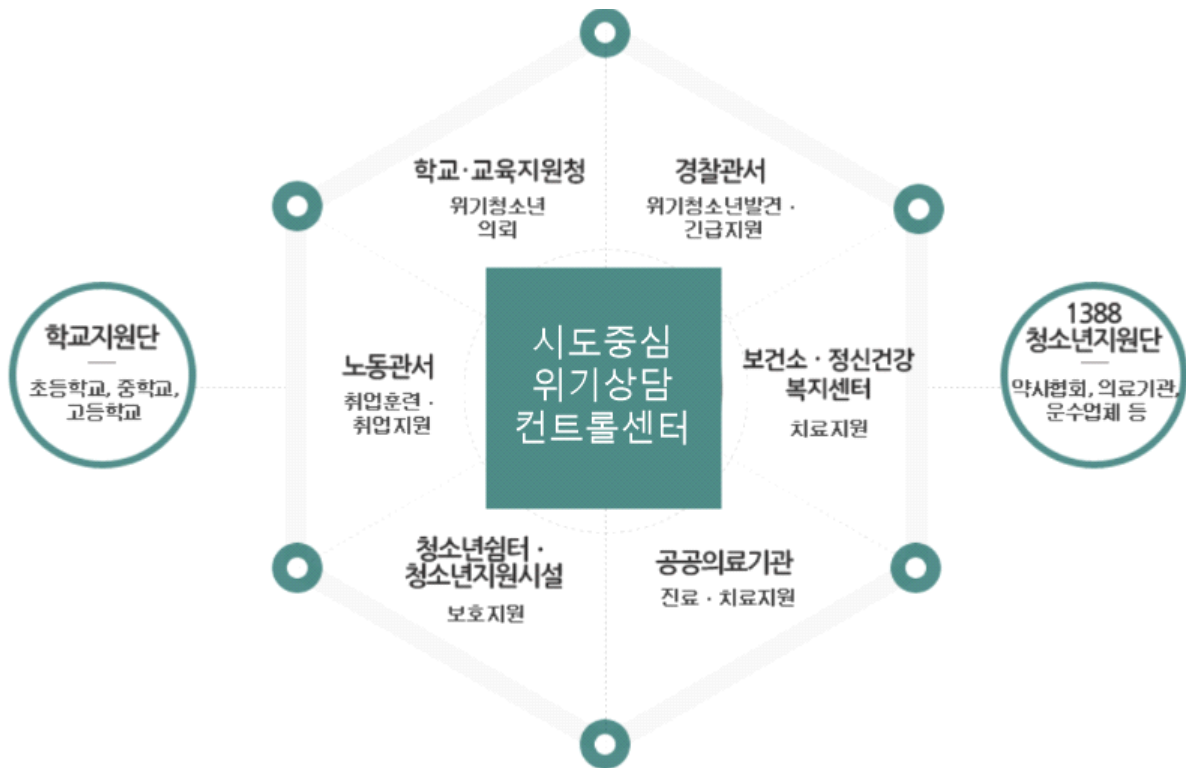 학교·교육지원청
위기청소년
의뢰
경찰관서
위기청소년발견 ·
긴급지원
학교지원단
초등학교, 중학교,
고등학교
노동관서
취업훈련 ·
취업지원
시도중심
위기상담
컨트롤센터
보건소 · 정신건강
복지센터
치료지원
1388
청소년지원단
약사협회, 의료기관,
운수업체 등
청소년쉼터 ·
청소년지원시설
보호지원
공공의료기관
진료 · 치료지원